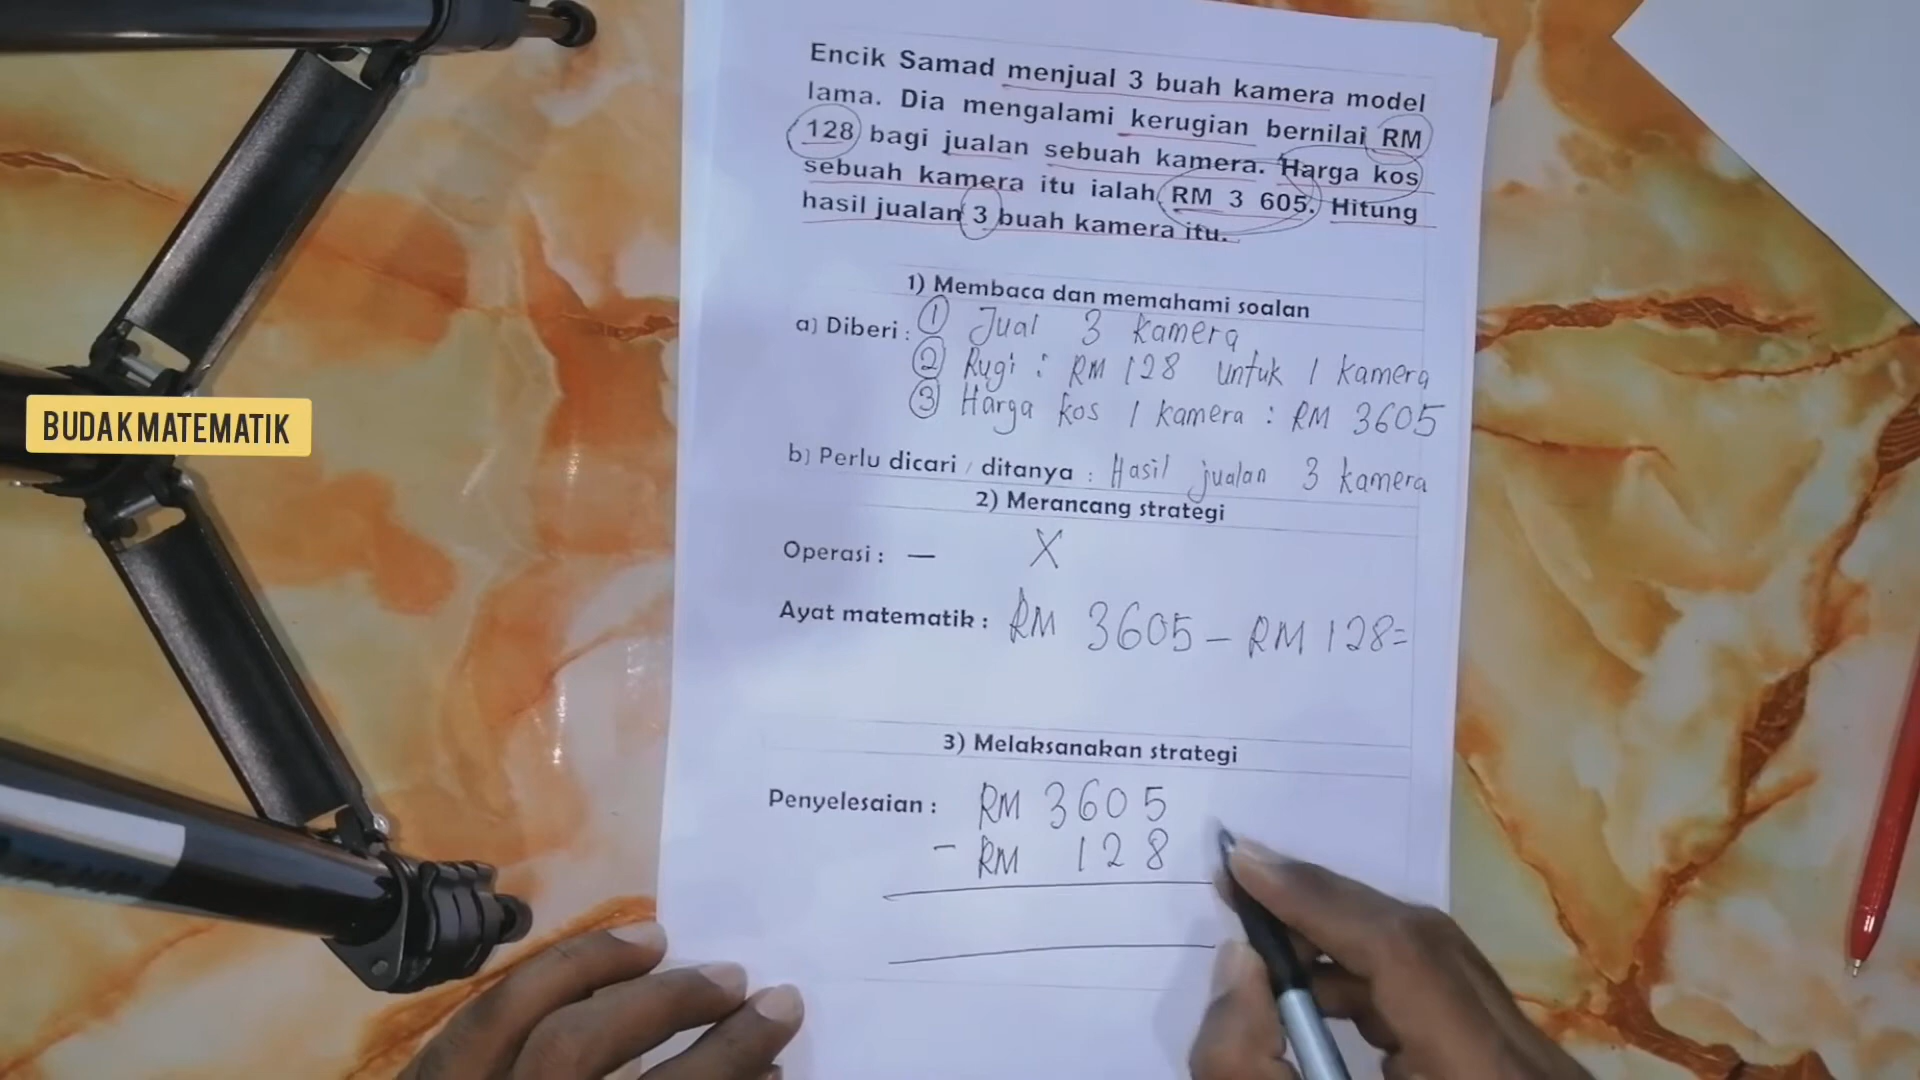 Encik Samad menjual 3 buah kamera model
lama. Dia mengalami kerugian bernilai RM
128 bagi jualan sebuah kamera. Harga kos
sebuah kamera itu ialah RM 3 605. Hitung
hasil jualan 3 buah kamera itu.
1) Membaca dan memahami soalan
a) Diberi : 1 Jual 3 kamera
2 Rugi : RM 128 untuk 1 kamera
3 Harga kos 1 kamera : RM 3605
BUDAK MATEMATIK
b) Perlu dicari / ditanya : Hasil jualan 3 kamera
2) Merancang strategi
Operasi : — X
Ayat matematik : RM 3605 – RM 128 =
3) Melaksanakan strategi
Penyelesaian : RM 3605
– RM 128